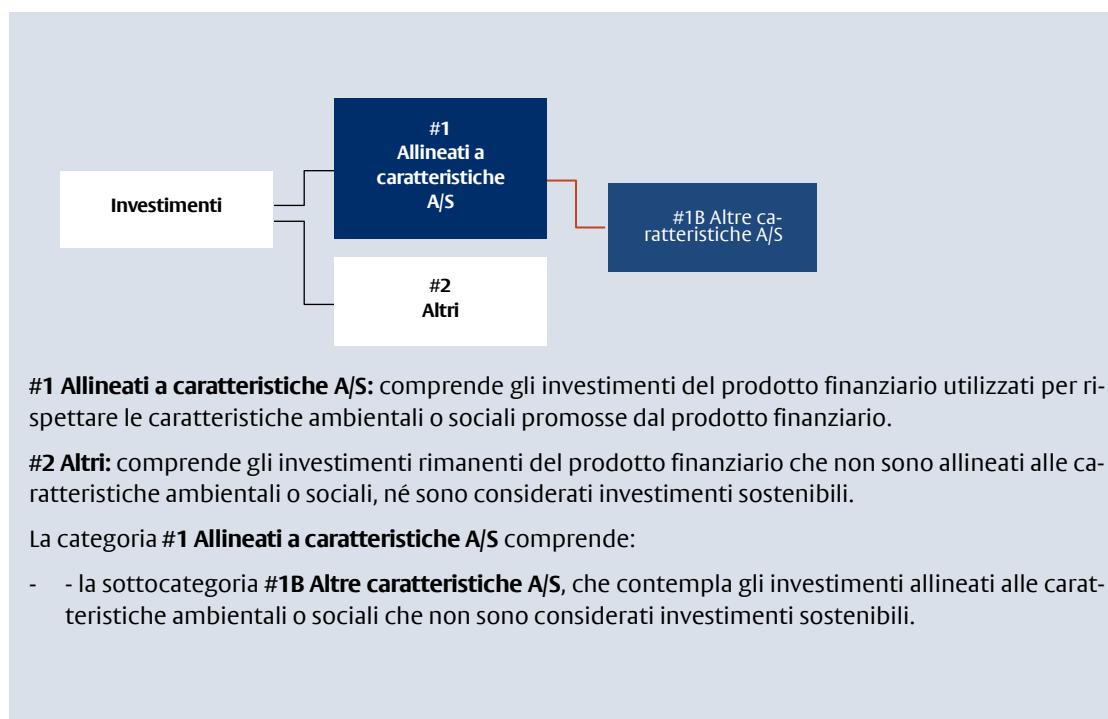 #1
Allineati a
caratteristiche
A/S
Investimenti
#1B Altre ca-
ratteristiche A/S
#2
Altri
#1 Allineati a caratteristiche A/S: comprende gli investimenti del prodotto finanziario utilizzati per ri-
spettare le caratteristiche ambientali o sociali promosse dal prodotto finanziario.
#2 Altri: comprende gli investimenti rimanenti del prodotto finanziario che non sono allineati alle ca-
ratteristiche ambientali o sociali, né sono considerati investimenti sostenibili.
La categoria #1 Allineati a caratteristiche A/S comprende:
- - la sottocategoria #1B Altre caratteristiche A/S, che contempla gli investimenti allineati alle carat-
teristiche ambientali o sociali che non sono considerati investimenti sostenibili.